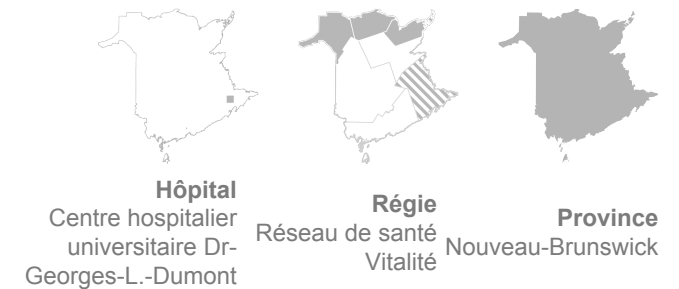 Hôpital
Centre hospitalier
universitaire Dr-
Georges-L.-Dumont
Régie
Réseau de santé
Vitalité
Province
Nouveau-Brunswick